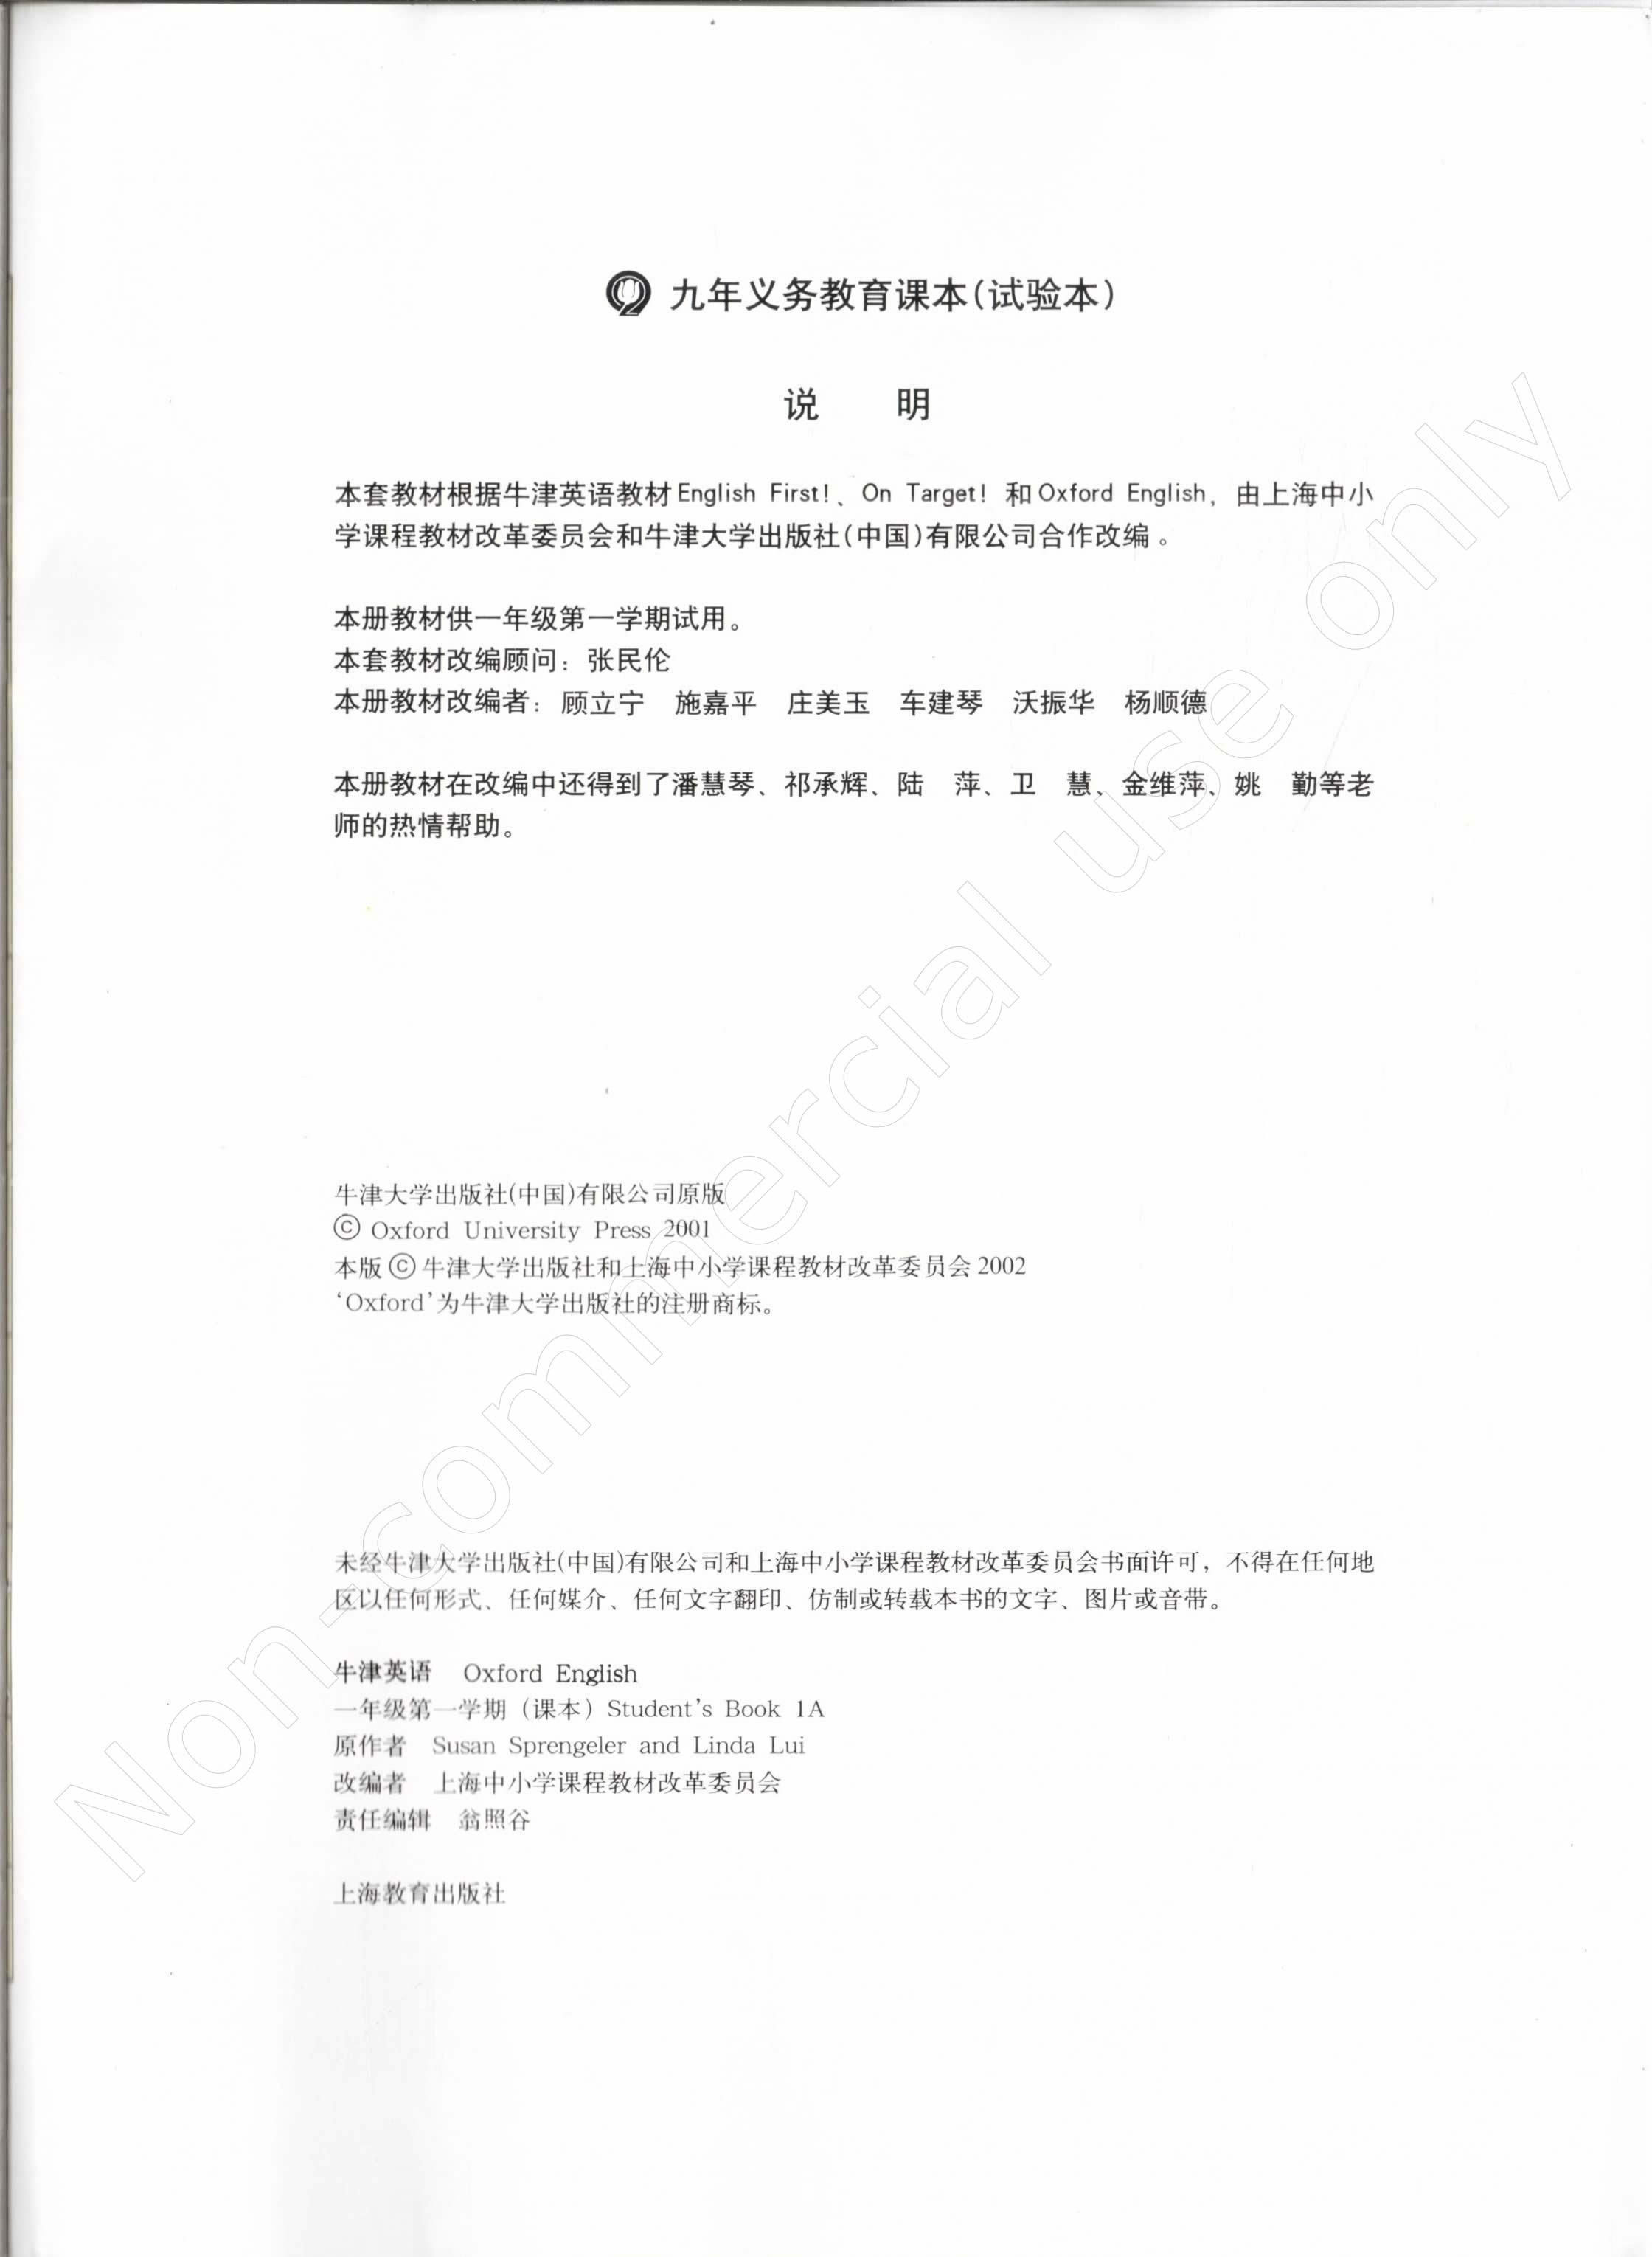 九年义务教育课本(试验本)
说 明
本套教材根据牛津英语教材English First!、On Target! 和Oxford English, 由上海中小
学课程教材改革委员会和牛津大学出版社(中国)有限公司合作改编。
本册教材供一年级第一学期试用。
本套教材改编顾问：张民伦
本册教材改编者：顾立宁 施嘉平 庄美玉 车建琴 沃振华 杨顺德
本册教材在改编中还得到了潘慧琴、祁承辉、陆 萍、卫 慧、金维萍、姚 勤等老
师的热情帮助。
牛津大学出版社(中国)有限公司原版
© Oxford University Press 2001
本版©牛津大学出版社和上海中小学课程教材改革委员会2002
‘Oxford’为牛津大学出版社的注册商标。
未经牛津大学出版社(中国)有限公司和上海中小学课程教材改革委员会书面许可，不得在任何地
区以任何形式、任何媒介、任何文字翻印、仿制或转载本书的文字、图片或音带。
牛津英语 Oxford English
一年级第一学期（课本）Student's Book 1A
原作者 Susan Sprengeler and Linda Lui
改编者 上海中小学课程教材改革委员会
责任编辑 翁照谷
上海教育出版社
Non-commercial use only